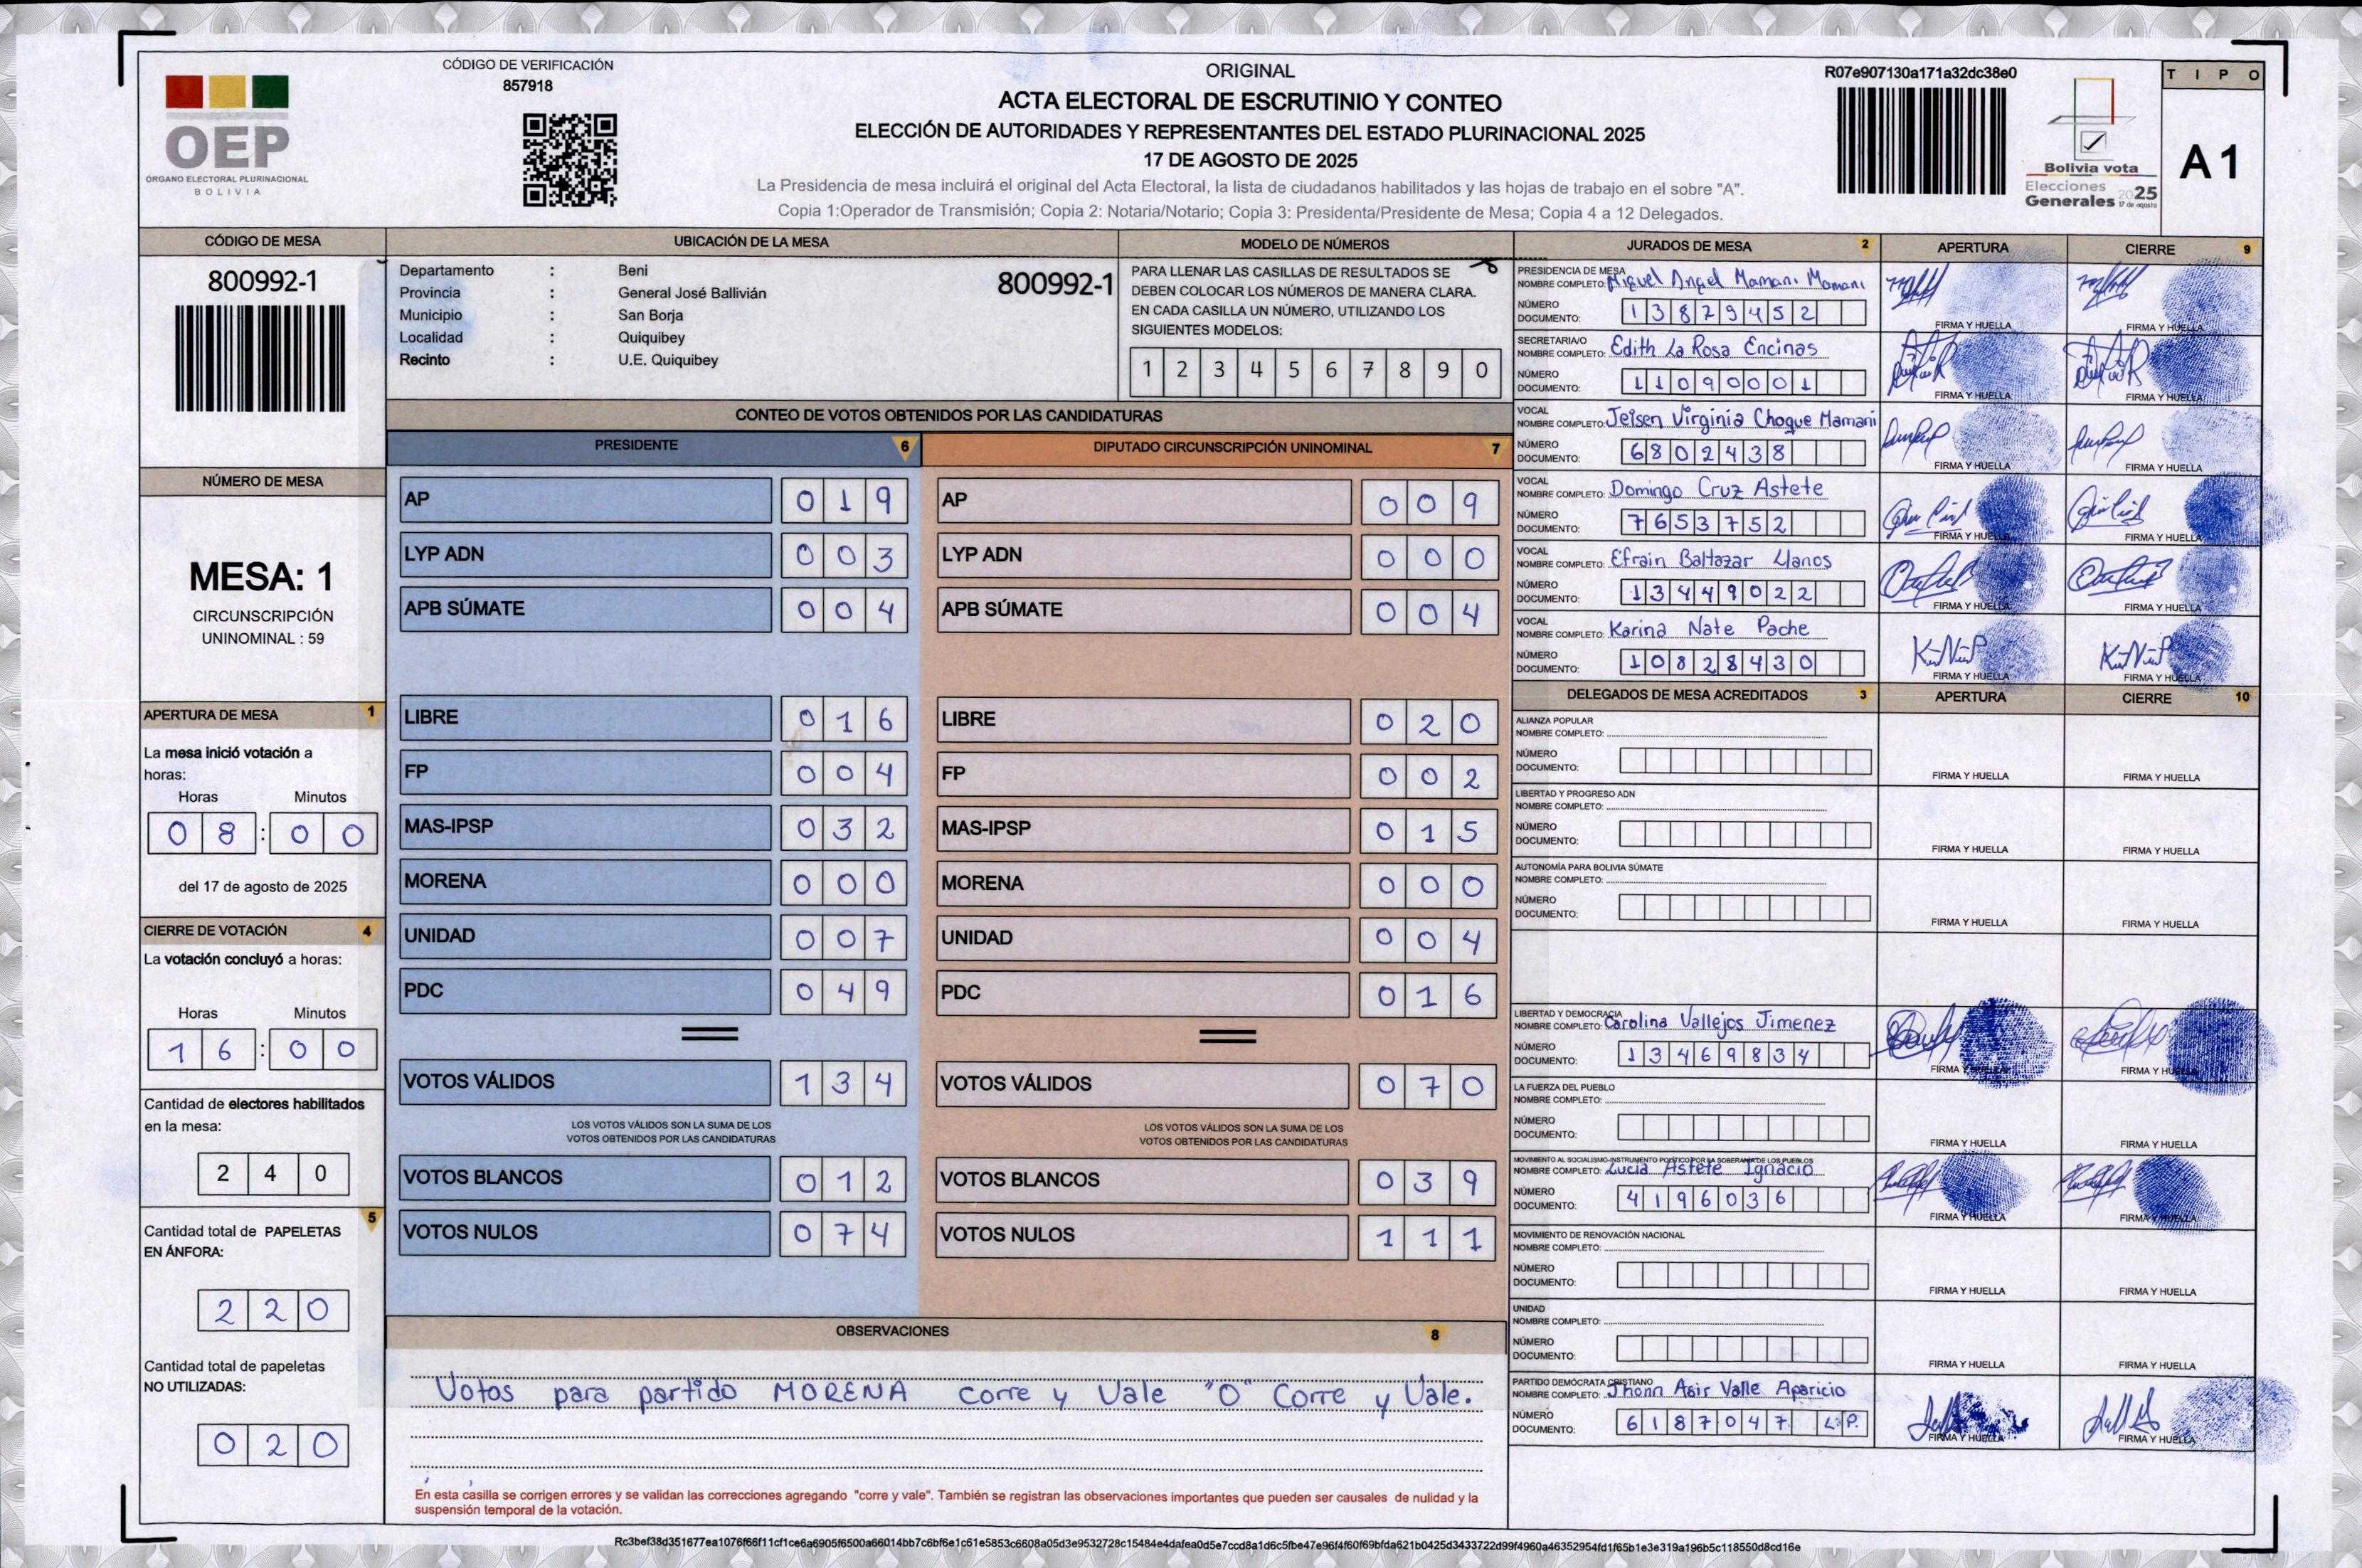 CÓDIGO DE VERIFICACIÓN
857918
OEP
ÓRGANO ELECTORAL PLURINACIONAL
BOLIVIA
ORIGINAL
ACTA ELECTORAL DE ESCRUTINIO Y CONTEO
ELECCIÓN DE AUTORIDADES Y REPRESENTANTES DEL ESTADO PLURINACIONAL 2025
17 DE AGOSTO DE 2025
La Presidencia de mesa incluirá el original del Acta Electoral, la lista de ciudadanos habilitados y las hojas de trabajo en el sobre "A".
Copia 1:Operador de Transmisión; Copia 2: Notaria/Notario; Copia 3: Presidenta/Presidente de Mesa; Copia 4 a 12 Delegados.
R07e907130a171a32dc38e0
Bolivia vota
Elecciones
Generales 2025
17 de agosto
TIPO
A1
CÓDIGO DE MESA
800992-1
NÚMERO DE MESA
MESA: 1
CIRCUNSCRIPCIÓN
UNINOMINAL : 59
APERTURA DE MESA 1
La mesa inició votación a
horas:
Horas Minutos
08:00
del 17 de agosto de 2025
CIERRE DE VOTACIÓN 4
La votación concluyó a horas:
Horas Minutos
16:00
Cantidad de electores habilitados
en la mesa:
240
5
Cantidad total de PAPELETAS
EN ÁNFORA:
220
Cantidad total de papeletas
NO UTILIZADAS:
020
UBICACIÓN DE LA MESA
Departamento : Beni
800992-1
Provincia : General José Ballivián
Municipio : San Borja
Localidad : Quiquibey
Recinto : U.E. Quiquibey
MODELO DE NÚMEROS
PARA LLENAR LAS CASILLAS DE RESULTADOS SE
DEBEN COLOCAR LOS NÚMEROS DE MANERA CLARA.
EN CADA CASILLA UN NÚMERO, UTILIZANDO LOS
SIGUIENTES MODELOS:
1 2 3 4 5 6 7 8 9 0
CONTEO DE VOTOS OBTENIDOS POR LAS CANDIDATURAS
PRESIDENTE 6
AP 019
LYP ADN 003
APB SÚMATE 004
LIBRE 016
FP 004
MAS-IPSP 032
MORENA 000
UNIDAD 007
PDC 049
VOTOS VÁLIDOS 134
LOS VOTOS VÁLIDOS SON LA SUMA DE LOS
VOTOS OBTENIDOS POR LAS CANDIDATURAS
VOTOS BLANCOS 012
VOTOS NULOS 074
DIPUTADO CIRCUNSCRIPCIÓN UNINOMINAL 7
AP 009
LYP ADN 000
APB SÚMATE 004
LIBRE 020
FP 002
MAS-IPSP 015
MORENA 000
UNIDAD 004
PDC 016
VOTOS VÁLIDOS 070
LOS VOTOS VÁLIDOS SON LA SUMA DE LOS
VOTOS OBTENIDOS POR LAS CANDIDATURAS
VOTOS BLANCOS 039
VOTOS NULOS 111
OBSERVACIONES 8
Votos para partido MORENA corre y Vale "0" Corre y Vale.
En esta casilla se corrigen errores y se validan las correcciones agregando "corre y vale". También se registran las observaciones importantes que pueden ser causales de nulidad y la
suspensión temporal de la votación.
JURADOS DE MESA 2 APERTURA CIERRE 9
PRESIDENCIA DE MESA
NOMBRE COMPLETO: Miguel Angel Mamani Mamani
NÚMERO
DOCUMENTO: 13879452
FIRMA Y HUELLA FIRMA Y HUELLA
SECRETARIA/O
NOMBRE COMPLETO: Edith La Rosa Encinas
NÚMERO
DOCUMENTO: 11090001
FIRMA Y HUELLA FIRMA Y HUELLA
VOCAL
NOMBRE COMPLETO: Jeisen Virginia Choque Mamani
NÚMERO
DOCUMENTO: 6802438
FIRMA Y HUELLA FIRMA Y HUELLA
VOCAL
NOMBRE COMPLETO: Domingo Cruz Astete
NÚMERO
DOCUMENTO: 7653752
FIRMA Y HUELLA FIRMA Y HUELLA
VOCAL
NOMBRE COMPLETO: Efrain Baltazar Llanos
NÚMERO
DOCUMENTO: 13449022
FIRMA Y HUELLA FIRMA Y HUELLA
VOCAL
NOMBRE COMPLETO: Karina Nate Pache
NÚMERO
DOCUMENTO: 10828430
FIRMA Y HUELLA FIRMA Y HUELLA
DELEGADOS DE MESA ACREDITADOS 3 APERTURA CIERRE 10
ALIANZA POPULAR
NOMBRE COMPLETO:
NÚMERO
DOCUMENTO:
FIRMA Y HUELLA FIRMA Y HUELLA
LIBERTAD Y PROGRESO ADN
NOMBRE COMPLETO:
NÚMERO
DOCUMENTO:
FIRMA Y HUELLA FIRMA Y HUELLA
AUTONOMÍA PARA BOLIVIA SÚMATE
NOMBRE COMPLETO:
NÚMERO
DOCUMENTO:
FIRMA Y HUELLA FIRMA Y HUELLA
LIBERTAD Y DEMOCRACIA
NOMBRE COMPLETO: Carolina Vallejos Jimenez
NÚMERO
DOCUMENTO: 13469834
FIRMA Y HUELLA FIRMA Y HUELLA
LA FUERZA DEL PUEBLO
NOMBRE COMPLETO:
NÚMERO
DOCUMENTO:
FIRMA Y HUELLA FIRMA Y HUELLA
MOVIMIENTO AL SOCIALISMO-INSTRUMENTO POLÍTICO POR LA SOBERANÍA DE LOS PUEBLOS
NOMBRE COMPLETO: Lucia Astete Ignacio
NÚMERO
DOCUMENTO: 4196036
FIRMA Y HUELLA FIRMA Y HUELLA
MOVIMIENTO DE RENOVACIÓN NACIONAL
NOMBRE COMPLETO:
NÚMERO
DOCUMENTO:
FIRMA Y HUELLA FIRMA Y HUELLA
UNIDAD
NOMBRE COMPLETO:
NÚMERO
DOCUMENTO:
FIRMA Y HUELLA FIRMA Y HUELLA
PARTIDO DEMÓCRATA CRISTIANO
NOMBRE COMPLETO: Jhonn Asir Valle Aparicio
NÚMERO
DOCUMENTO: 6187047 L.P.
FIRMA Y HUELLA FIRMA Y HUELLA